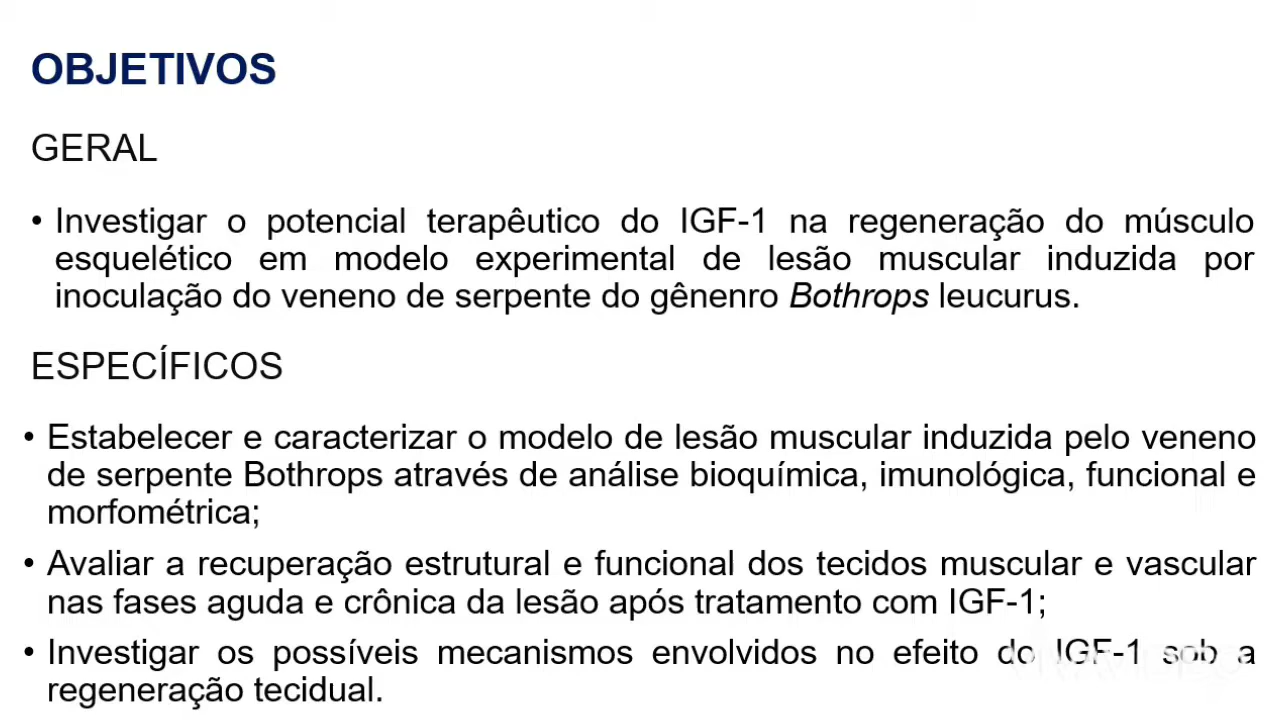 OBJETIVOS
GERAL
• Investigar o potencial terapêutico do IGF-1 na regeneração do músculo
esquelético em modelo experimental de lesão muscular induzida por
inoculação do veneno de serpente do gênenro Bothrops leucurus.
ESPECÍFICOS
• Estabelecer e caracterizar o modelo de lesão muscular induzida pelo veneno
de serpente Bothrops através de análise bioquímica, imunológica, funcional e
morfométrica;
• Avaliar a recuperação estrutural e funcional dos tecidos muscular e vascular
nas fases aguda e crônica da lesão após tratamento com IGF-1;
• Investigar os possíveis mecanismos envolvidos no efeito do IGF-1 sob a
regeneração tecidual.